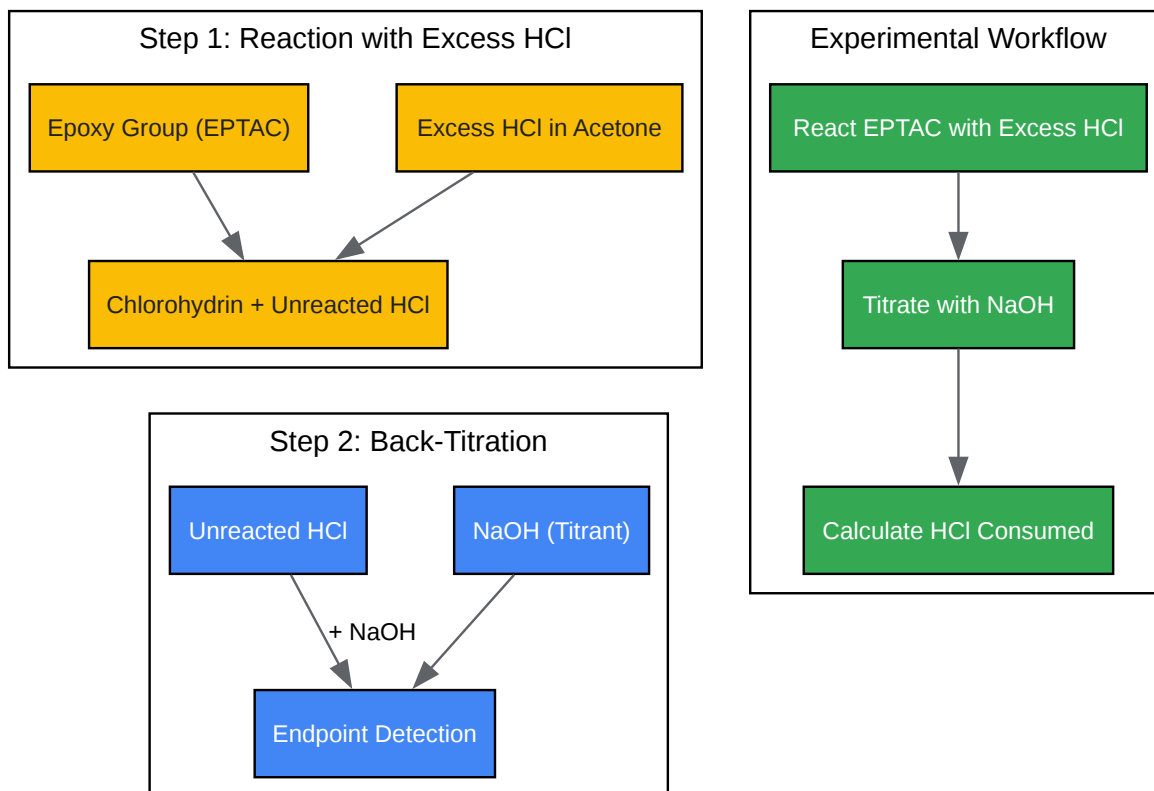 Step 1: Reaction with Excess HCl
Epoxy Group (EPTAC)
Excess HCl in Acetone
Chlorohydrin + Unreacted HCl
Step 2: Back-Titration
Unreacted HCl
NaOH (Titrant)
+ NaOH
Endpoint Detection
Experimental Workflow
React EPTAC with Excess HCl
Titrate with NaOH
Calculate HCl Consumed